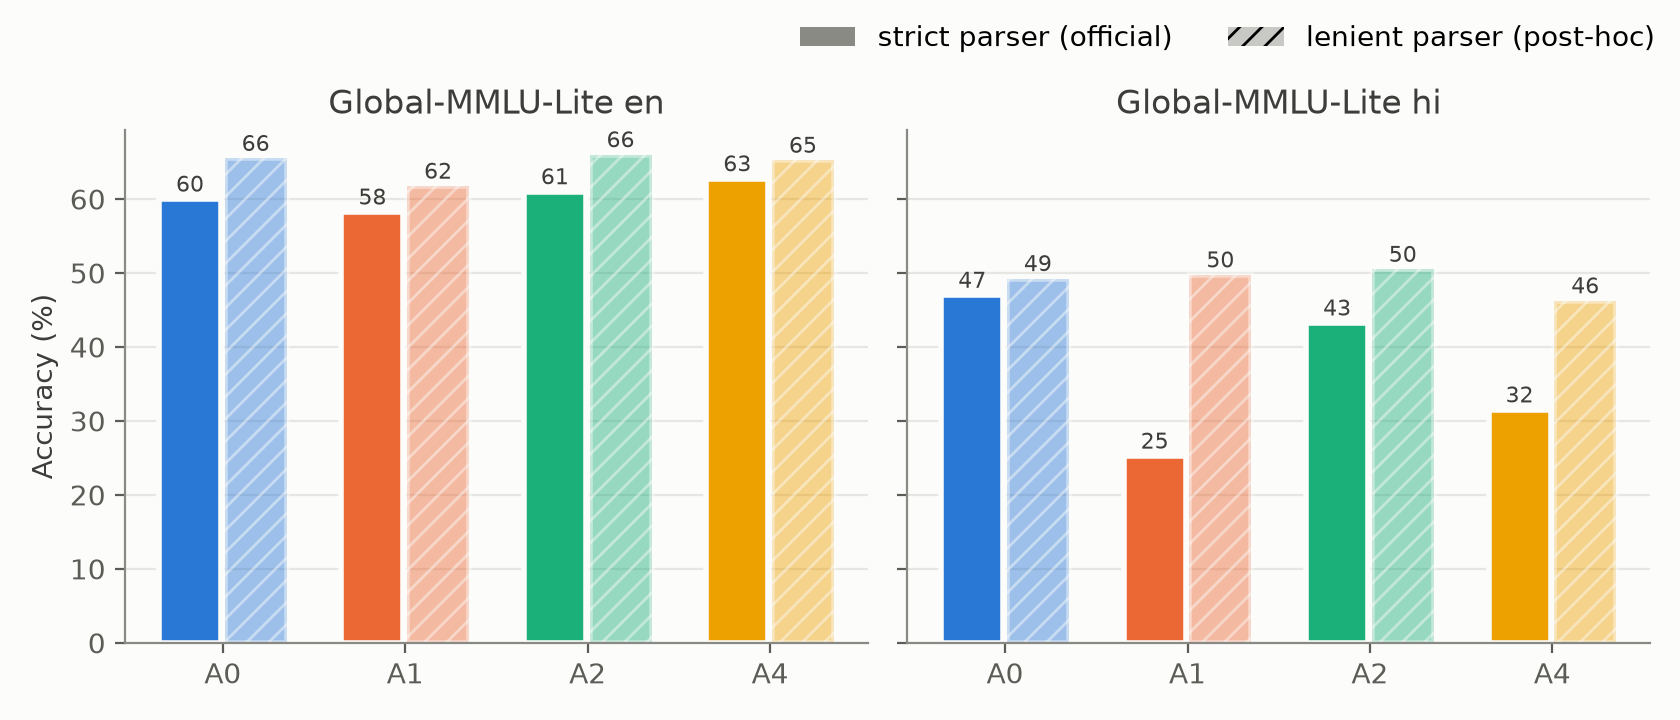 strict parser (official) lenient parser (post-hoc)
Global-MMLU-Lite en
Accuracy (%)
60
50
40
30
20
10
0
60 66 58 62 61 66 63 65
A0 A1 A2 A4
Global-MMLU-Lite hi
47 49 25 50 43 50 32 46
A0 A1 A2 A4